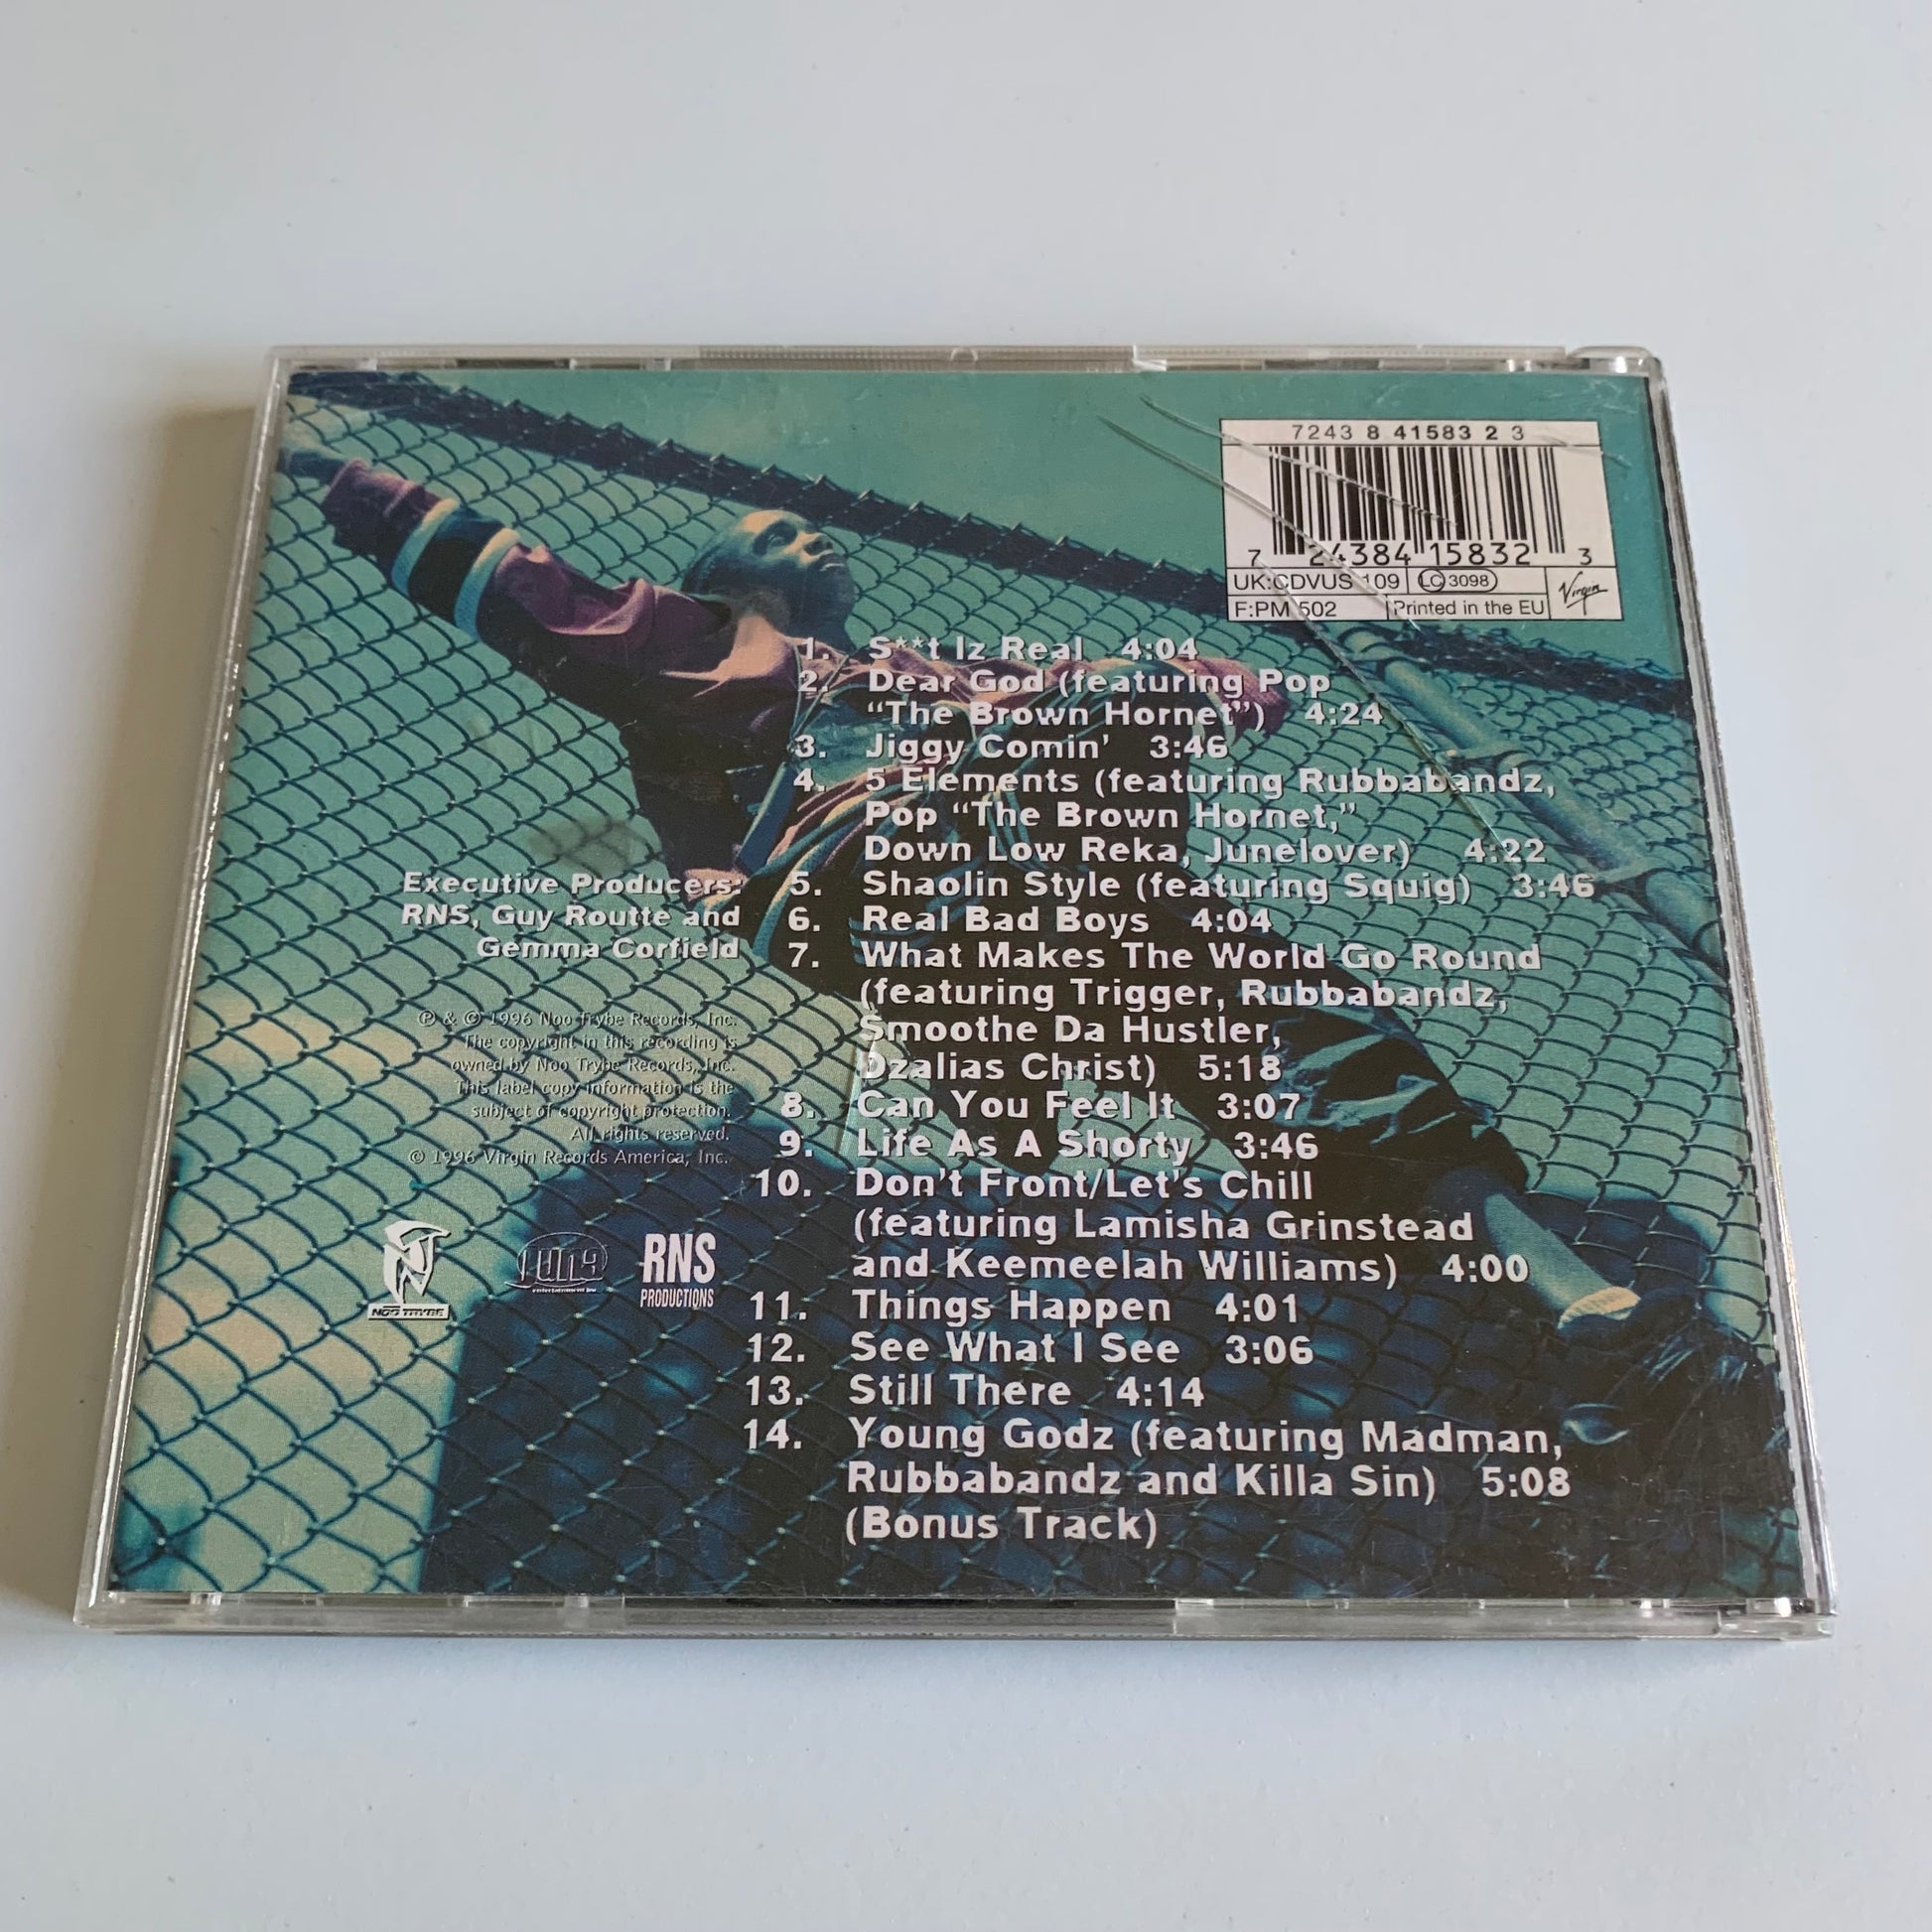 7243 8 41583 2 3
7 24384 15832 3
UK:CDVUS 109 LC 3098
F:PM 502 Printed in the EU Virgin
1. S**t Iz Real 4:04
2. Dear God (featuring Pop
“The Brown Hornet”) 4:24
3. Jiggy Comin’ 3:46
4. 5 Elements (featuring Rubbabandz,
Pop “The Brown Hornet,”
Down Low Reka, Junelover) 4:22
5. Shaolin Style (featuring Squig) 3:46
6. Real Bad Boys 4:04
7. What Makes The World Go Round
(featuring Trigger, Rubbabandz,
Smoothe Da Hustler,
Dzalias Christ) 5:18
8. Can You Feel It 3:07
9. Life As A Shorty 3:46
10. Don’t Front/Let’s Chill
(featuring Lamisha Grinstead
and Keemeelah Williams) 4:00
11. Things Happen 4:01
12. See What I See 3:06
13. Still There 4:14
14. Young Godz (featuring Madman,
Rubbabandz and Killa Sin) 5:08
(Bonus Track)
Executive Producers:
RNS, Guy Routte and
Gemma Corfield
℗ & © 1996 Noo Trybe Records, Inc.
The copyright in this recording is
owned by Noo Trybe Records, Inc.
This label copy information is the
subject of copyright protection.
All rights reserved.
© 1996 Virgin Records America, Inc.
NOO TRYBE
entertainment inc
RNS
PRODUCTIONS